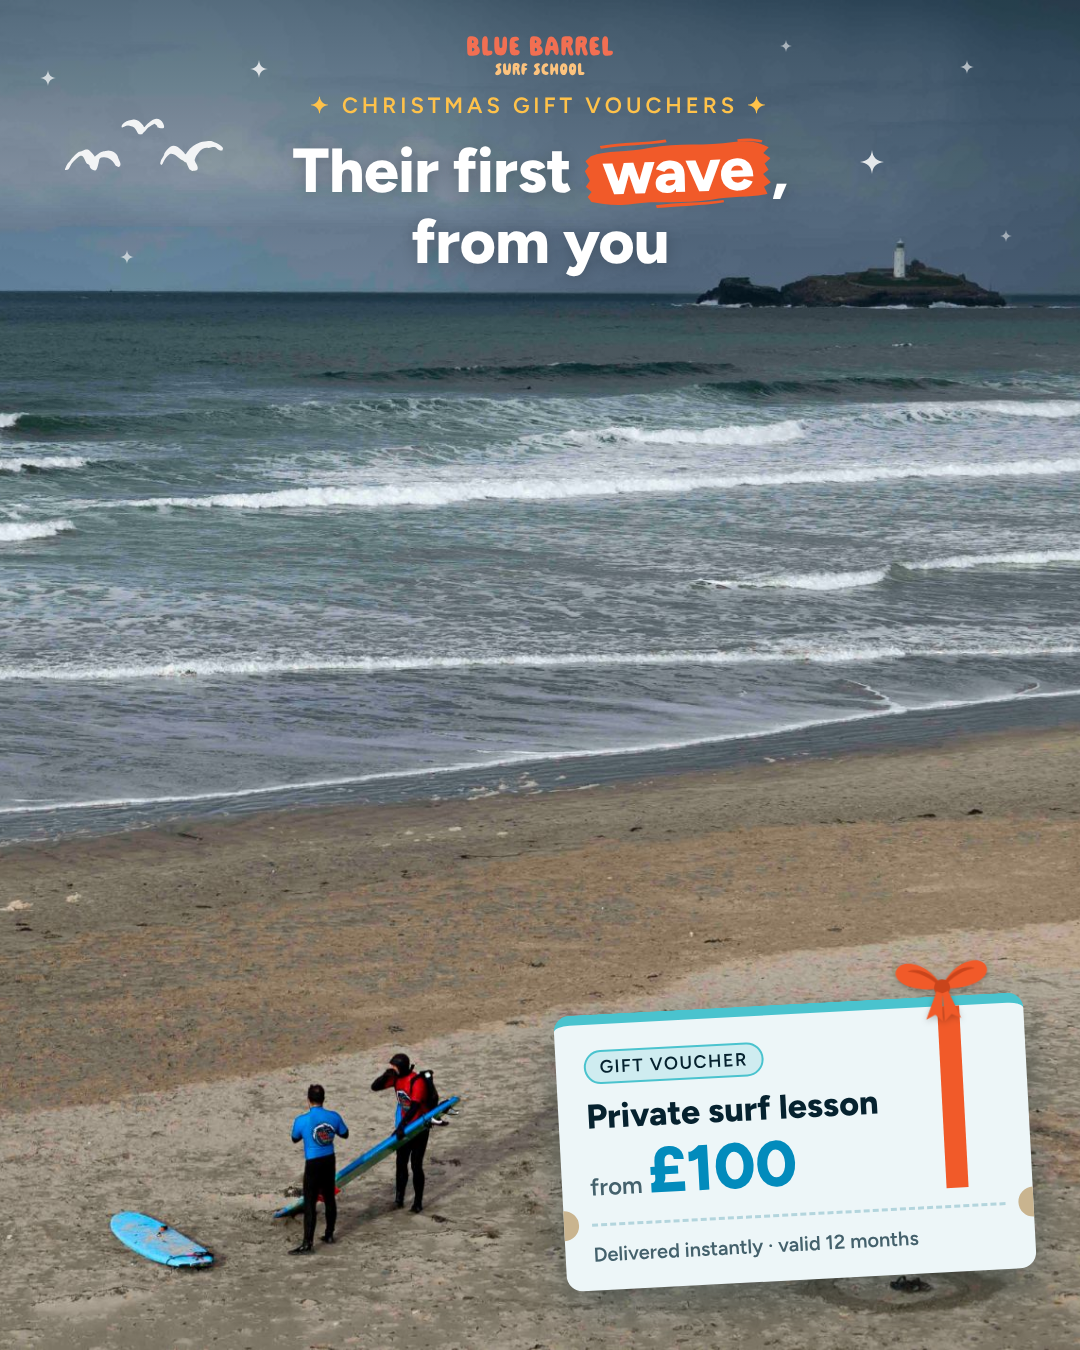 BLUE BARREL
SURF SCHOOL
✦ CHRISTMAS GIFT VOUCHERS ✦
Their first wave,
from you
GIFT VOUCHER
Private surf lesson
from £100
Delivered instantly · valid 12 months